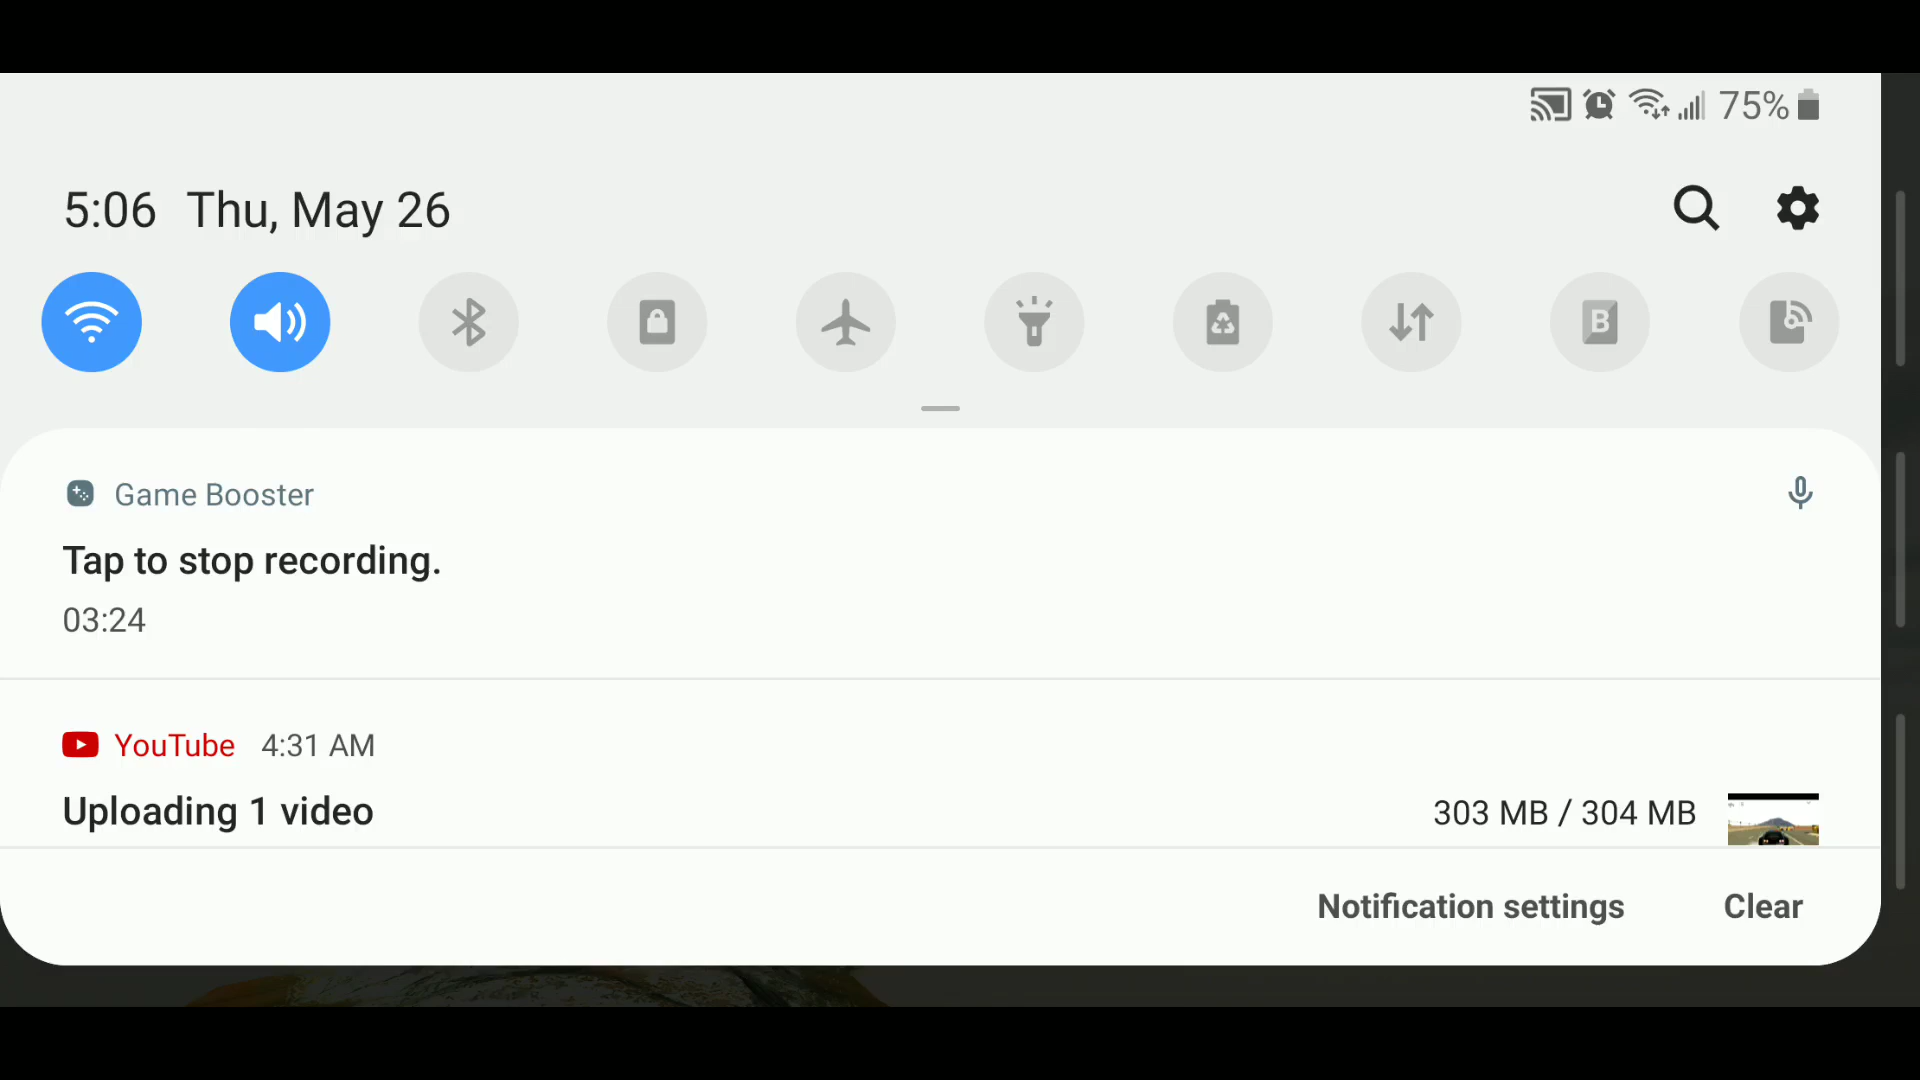 75%
5:06 Thu, May 26
B
Game Booster
Tap to stop recording.
03:24
YouTube 4:31 AM
Uploading 1 video 303 MB / 304 MB
Notification settings Clear